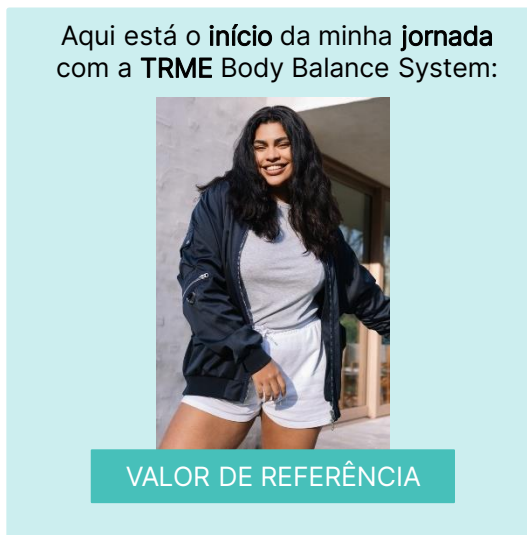 Aqui está o início da minha jornada
com a TRME Body Balance System:
VALOR DE REFERÊNCIA